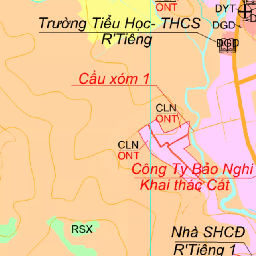 ONT
DYT
DGD
Trường Tiểu Học- THCS
R'Tiêng
DGD
Cầu xóm 1
CLN
ONT
CLN
ONT
Công Ty Bảo Nghi
Khai thác Cát
RSX
Nhà SHCĐ
R'Tiêng 1